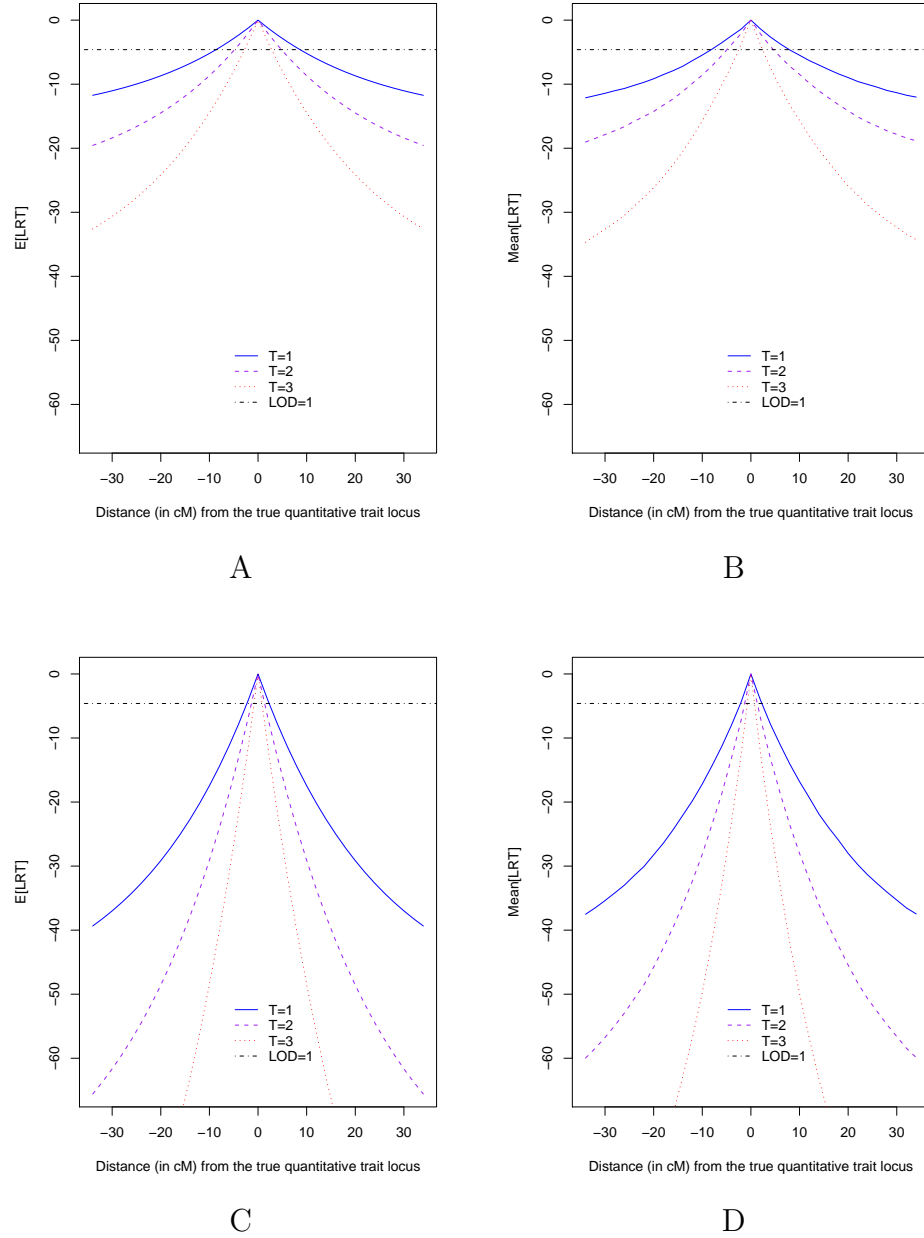 0
−10
−20
−30
−40
−50
−60
E[LRT]
T=1
T=2
T=3
LOD=1
−30 −20 −10 0 10 20 30
Distance (in cM) from the true quantitative trait locus
A
0
−10
−20
−30
−40
−50
−60
Mean[LRT]
T=1
T=2
T=3
LOD=1
−30 −20 −10 0 10 20 30
Distance (in cM) from the true quantitative trait locus
B
0
−10
−20
−30
−40
−50
−60
E[LRT]
T=1
T=2
T=3
LOD=1
−30 −20 −10 0 10 20 30
Distance (in cM) from the true quantitative trait locus
C
0
−10
−20
−30
−40
−50
−60
Mean[LRT]
T=1
T=2
T=3
LOD=1
−30 −20 −10 0 10 20 30
Distance (in cM) from the true quantitative trait locus
D